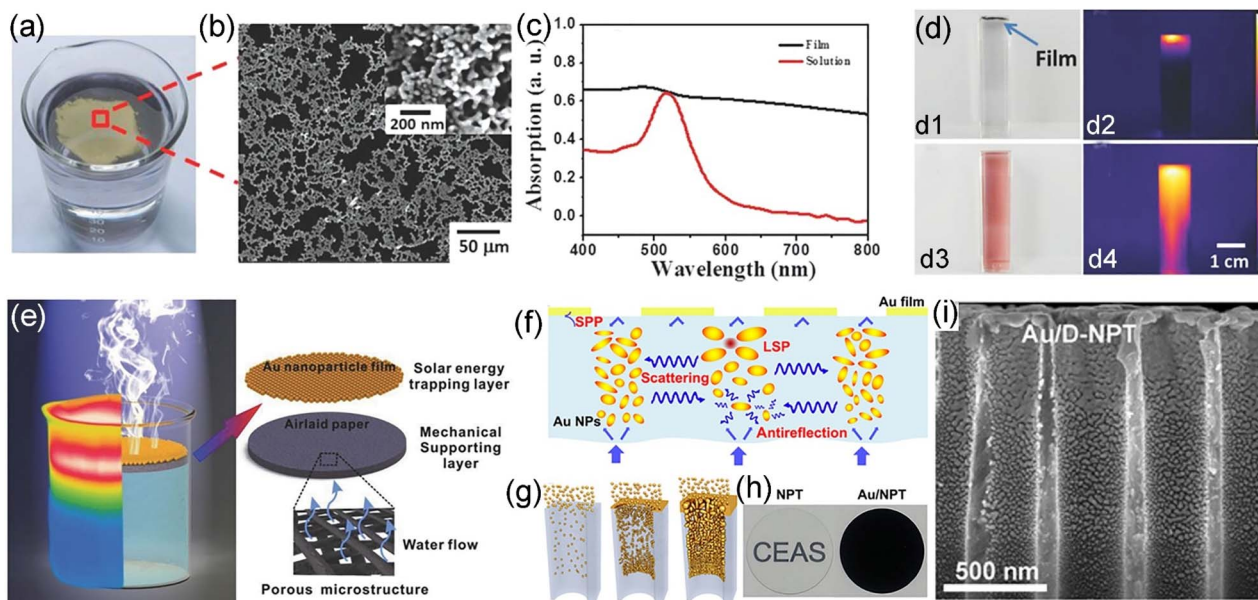 (a)
(b)
200 nm
50 µm
(c)
Absorption (a. u.)
1.0
0.8
0.6
0.4
0.2
0.0
Film
Solution
400
500
600
700
800
Wavelength (nm)
(d)
Film
d1
d2
d3
d4
1 cm
(e)
Au nanoparticle film
Solar energy
trapping layer
Airlaid paper
Mechanical
Supporting
layer
Water flow
Porous microstructure
(f)
Au film
SPP
LSP
Scattering
Au NPs
Antireflection
(g)
(h)
NPT
Au/NPT
CEAS
(i)
Au/D-NPT
500 nm